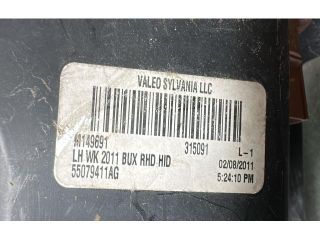 VALEO SYLVANIA LLC
M149691 315091 L-1
LH WK 2011 BUX RHD HID 02/08/2011
55079411AG 5:24:10 PM